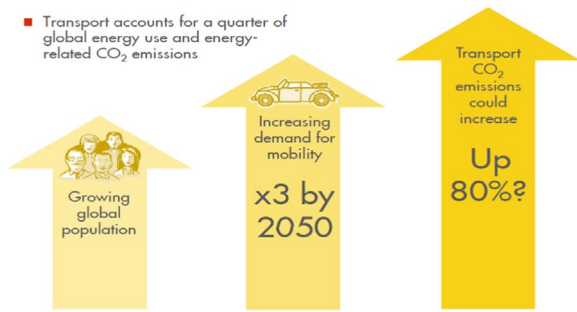 Transport accounts for a quarter of
global energy use and energy-
related CO₂ emissions
Growing
global
population
Increasing
demand for
mobility
x3 by
2050
Transport
CO₂
emissions
could
increase
Up
80%?